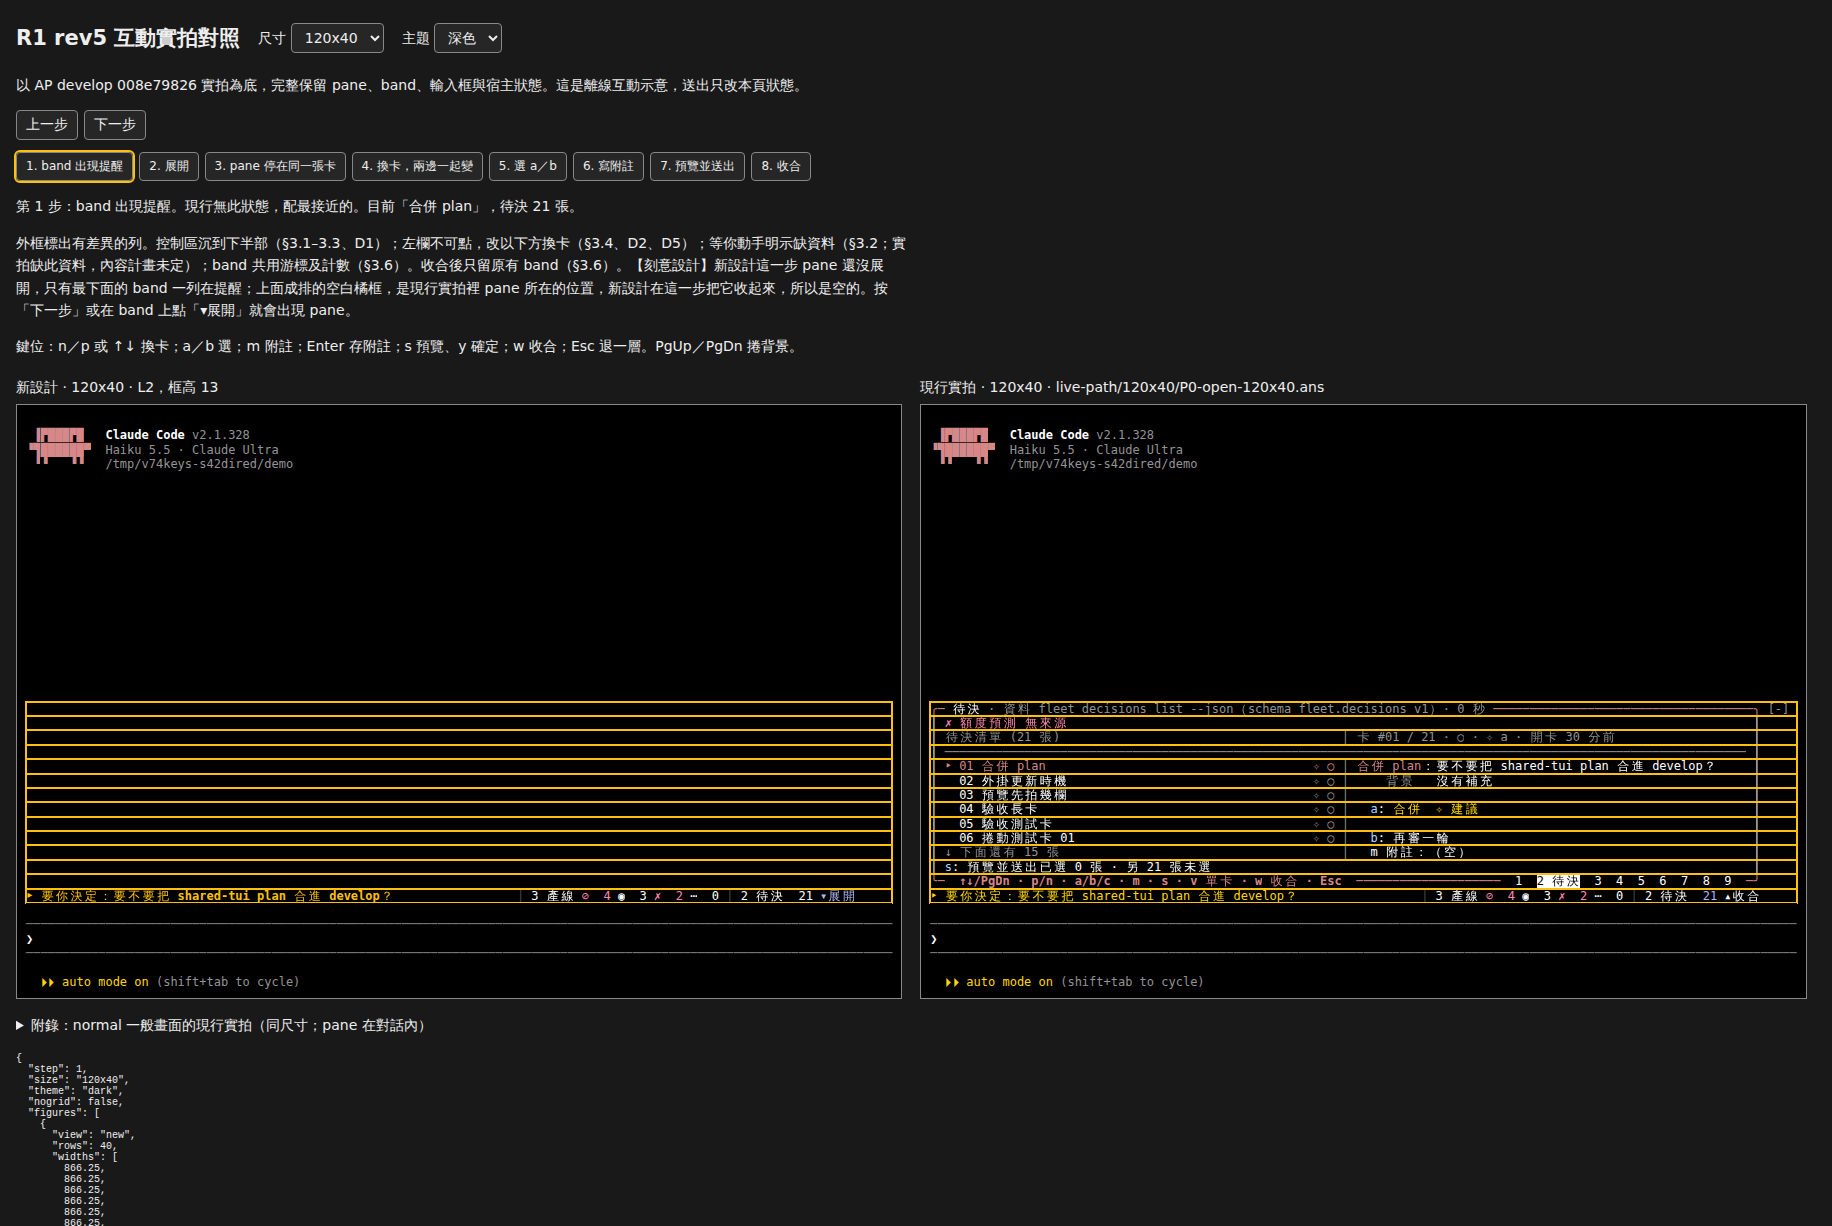 R1 rev5 互動實拍對照 尺寸 120x40 主題 深色
以 AP develop 008e79826 實拍為底，完整保留 pane、band、輸入框與宿主狀態。這是離線互動示意，送出只改本頁狀態。
上一步 下一步
1. band 出現提醒 2. 展開 3. pane 停在同一張卡 4. 換卡，兩邊一起變 5. 選 a／b 6. 寫附註 7. 預覽並送出 8. 收合
第 1 步：band 出現提醒。現行無此狀態，配最接近的。目前「合併 plan」，待決 21 張。
外框標出有差異的列。控制區沉到下半部（§3.1–3.3、D1）；左欄不可點，改以下方換卡（§3.4、D2、D5）；等你動手明示缺資料（§3.2；實
拍缺此資料，內容計畫未定）；band 共用游標及計數（§3.6）。收合後只留原有 band（§3.6）。【刻意設計】新設計這一步 pane 還沒展
開，只有最下面的 band 一列在提醒；上面成排的空白橘框，是現行實拍裡 pane 所在的位置，新設計在這一步把它收起來，所以是空的。按
「下一步」或在 band 上點「▾展開」就會出現 pane。
鍵位：n／p 或 ↑↓ 換卡；a／b 選；m 附註；Enter 存附註；s 預覽、y 確定；w 收合；Esc 退一層。PgUp／PgDn 捲背景。
新設計 · 120x40 · L2，框高 13
Claude Code v2.1.328
Haiku 5.5 · Claude Ultra
/tmp/v74keys-s42dired/demo
▸ 要你決定：要不要把 shared-tui plan 合進 develop？ │ 3 產線 ⊘ 4 ◉ 3 ✗ 2 ⋯ 0 │ 2 待決 21 ▾展開
❯
⏵⏵ auto mode on (shift+tab to cycle)
現行實拍 · 120x40 · live-path/120x40/P0-open-120x40.ans
Claude Code v2.1.328
Haiku 5.5 · Claude Ultra
/tmp/v74keys-s42dired/demo
待決 · 資料 fleet decisions list --json（schema fleet.decisions v1）· 0 秒 [-]
✗ 額度預測 無來源
待決清單 (21 張) │ 卡 #01 / 21 · ○ · ✧ a · 開卡 30 分前
▸ 01 合併 plan ✧ ○ │ 合併 plan：要不要把 shared-tui plan 合進 develop？
02 外掛更新時機 ✧ ○ │ 背景 沒有補充
03 預覽先拍幾欄 ✧ ○ │
04 驗收長卡 ✧ ○ │ a: 合併 ✧ 建議
05 驗收測試卡 ✧ ○ │
06 捲動測試卡 01 ✧ ○ │ b: 再審一輪
↓ 下面還有 15 張 │ m 附註：（空）
s: 預覽並送出已選 0 張 · 另 21 張未選
↑↓/PgDn · p/n · a/b/c · m · s · v 單卡 · w 收合 · Esc 1 2 待決 3 4 5 6 7 8 9
▸ 要你決定：要不要把 shared-tui plan 合進 develop？ │ 3 產線 ⊘ 4 ◉ 3 ✗ 2 ⋯ 0 │ 2 待決 21 ▴收合
❯
⏵⏵ auto mode on (shift+tab to cycle)
▶ 附錄：normal 一般畫面的現行實拍（同尺寸；pane 在對話內）
{
"step": 1,
"size": "120x40",
"theme": "dark",
"nogrid": false,
"figures": [
{
"view": "new",
"rows": 40,
"widths": [
866.25,
866.25,
866.25,
866.25,
866.25,
866.25,